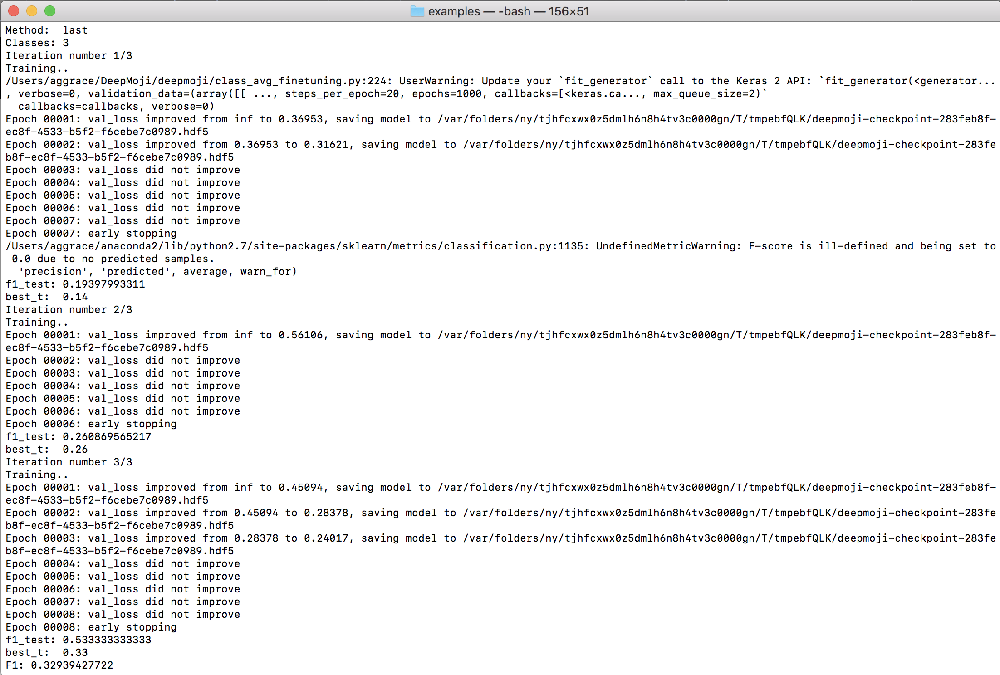 examples — -bash — 156×51
Method:  last
Classes: 3
Iteration number 1/3
Training..
/Users/aggrace/DeepMoji/deepmoji/class_avg_finetuning.py:224: UserWarning: Update your `fit_generator` call to the Keras 2 API: `fit_generator(<generator...
, verbose=0, validation_data=(array([[ ..., steps_per_epoch=20, epochs=1000, callbacks=[<keras.ca..., max_queue_size=2)`
  callbacks=callbacks, verbose=0)
Epoch 00001: val_loss improved from inf to 0.36953, saving model to /var/folders/ny/tjhfcxwx0z5dmlh6n8h4tv3c0000gn/T/tmpebfQLK/deepmoji-checkpoint-283feb8f-
ec8f-4533-b5f2-f6cebe7c0989.hdf5
Epoch 00002: val_loss improved from 0.36953 to 0.31621, saving model to /var/folders/ny/tjhfcxwx0z5dmlh6n8h4tv3c0000gn/T/tmpebfQLK/deepmoji-checkpoint-283fe
b8f-ec8f-4533-b5f2-f6cebe7c0989.hdf5
Epoch 00003: val_loss did not improve
Epoch 00004: val_loss did not improve
Epoch 00005: val_loss did not improve
Epoch 00006: val_loss did not improve
Epoch 00007: val_loss did not improve
Epoch 00007: early stopping
/Users/aggrace/anaconda2/lib/python2.7/site-packages/sklearn/metrics/classification.py:1135: UndefinedMetricWarning: F-score is ill-defined and being set to
 0.0 due to no predicted samples.
  'precision', 'predicted', average, warn_for)
f1_test: 0.19397993311
best_t:  0.14
Iteration number 2/3
Training..
Epoch 00001: val_loss improved from inf to 0.56106, saving model to /var/folders/ny/tjhfcxwx0z5dmlh6n8h4tv3c0000gn/T/tmpebfQLK/deepmoji-checkpoint-283feb8f-
ec8f-4533-b5f2-f6cebe7c0989.hdf5
Epoch 00002: val_loss did not improve
Epoch 00003: val_loss did not improve
Epoch 00004: val_loss did not improve
Epoch 00005: val_loss did not improve
Epoch 00006: val_loss did not improve
Epoch 00006: early stopping
f1_test: 0.260869565217
best_t:  0.26
Iteration number 3/3
Training..
Epoch 00001: val_loss improved from inf to 0.45094, saving model to /var/folders/ny/tjhfcxwx0z5dmlh6n8h4tv3c0000gn/T/tmpebfQLK/deepmoji-checkpoint-283feb8f-
ec8f-4533-b5f2-f6cebe7c0989.hdf5
Epoch 00002: val_loss improved from 0.45094 to 0.28378, saving model to /var/folders/ny/tjhfcxwx0z5dmlh6n8h4tv3c0000gn/T/tmpebfQLK/deepmoji-checkpoint-283fe
b8f-ec8f-4533-b5f2-f6cebe7c0989.hdf5
Epoch 00003: val_loss improved from 0.28378 to 0.24017, saving model to /var/folders/ny/tjhfcxwx0z5dmlh6n8h4tv3c0000gn/T/tmpebfQLK/deepmoji-checkpoint-283fe
b8f-ec8f-4533-b5f2-f6cebe7c0989.hdf5
Epoch 00004: val_loss did not improve
Epoch 00005: val_loss did not improve
Epoch 00006: val_loss did not improve
Epoch 00007: val_loss did not improve
Epoch 00008: val_loss did not improve
Epoch 00008: early stopping
f1_test: 0.533333333333
best_t:  0.33
F1: 0.32939427722